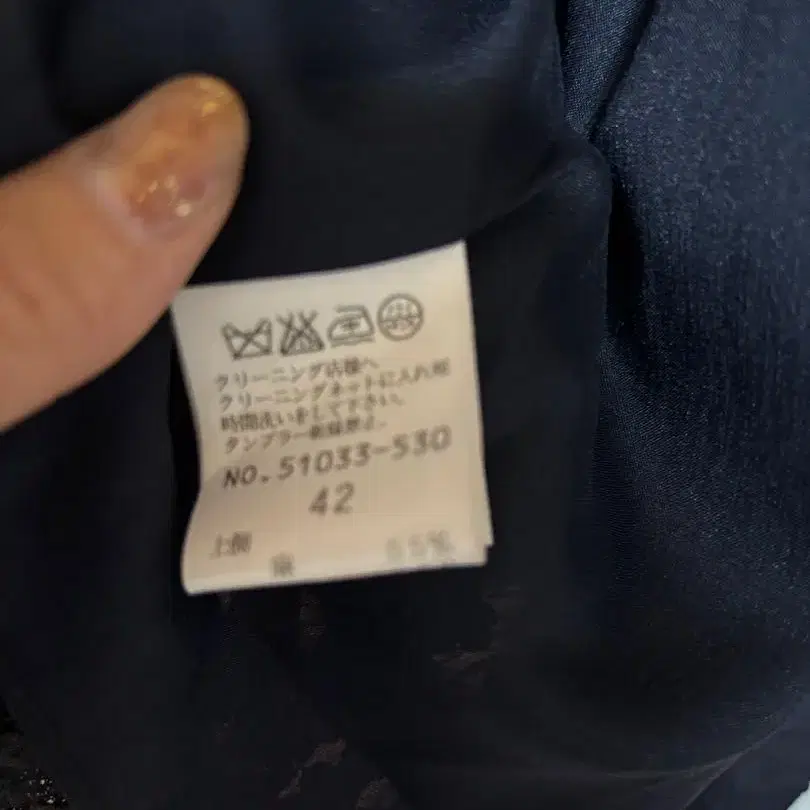 クリーニング店様へ
クリーニングネットに入れ短
時間洗いをして下さい。
タンブラー乾燥禁止。
NO.51033-530
42
上側
麻 55%